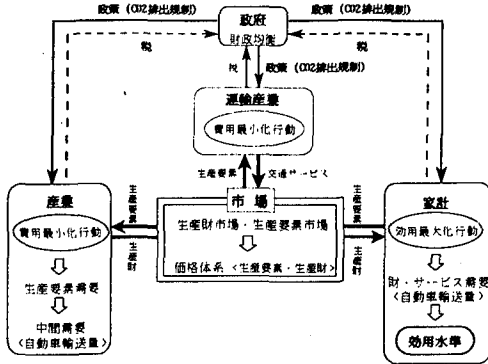 政策（CO2排出規制）
政策（CO2排出規制）
政府
財政均衡
税
税
税
政策（CO2排出規制）
運輸産業
費用最小化行動
生産要素
交通サービス
市場
生産財市場・生産要素市場
価格体系＜生産要素・生産財＞
産業
費用最小化行動
生産要素需要
中間需要
＜自動車輸送量＞
生産要素
生産財
生産要素
生産財
家計
効用最大化行動
財・サービス需要
＜自動車輸送量＞
効用水準